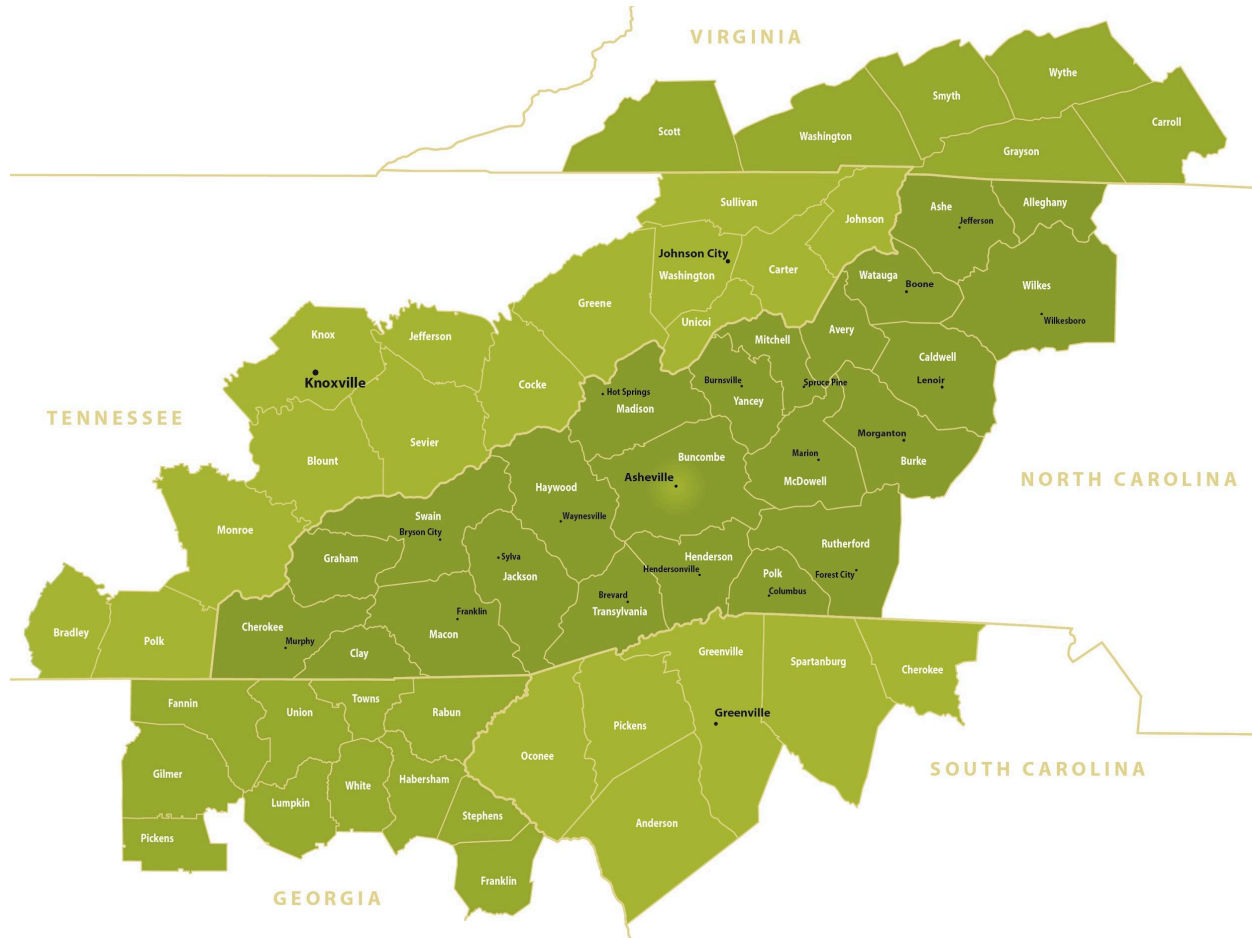 VIRGINIA
Wythe
Smyth
Carroll
Scott
Washington
Grayson
Sullivan
Johnson
Ashe
Alleghany
Jefferson
Johnson City
Washington
Carter
Watauga
Boone
Wilkes
Wilkesboro
Greene
Unicoi
Mitchell
Avery
Knox
Jefferson
Caldwell
Lenoir
Knoxville
Cocke
Hot Springs
Madison
Burnsville
Yancey
Spruce Pine
TENNESSEE
Sevier
Morganton
Burke
Blount
Buncombe
Marion
McDowell
Asheville
NORTH CAROLINA
Haywood
Waynesville
Monroe
Swain
Bryson City
Rutherford
Graham
Sylva
Jackson
Henderson
Hendersonville
Polk
Columbus
Forest City
Brevard
Transylvania
Franklin
Macon
Bradley
Polk
Cherokee
Murphy
Clay
Greenville
Spartanburg
Cherokee
Fannin
Union
Towns
Rabun
Pickens
Greenville
Oconee
Gilmer
White
Habersham
SOUTH CAROLINA
Lumpkin
Stephens
Anderson
Pickens
Franklin
GEORGIA